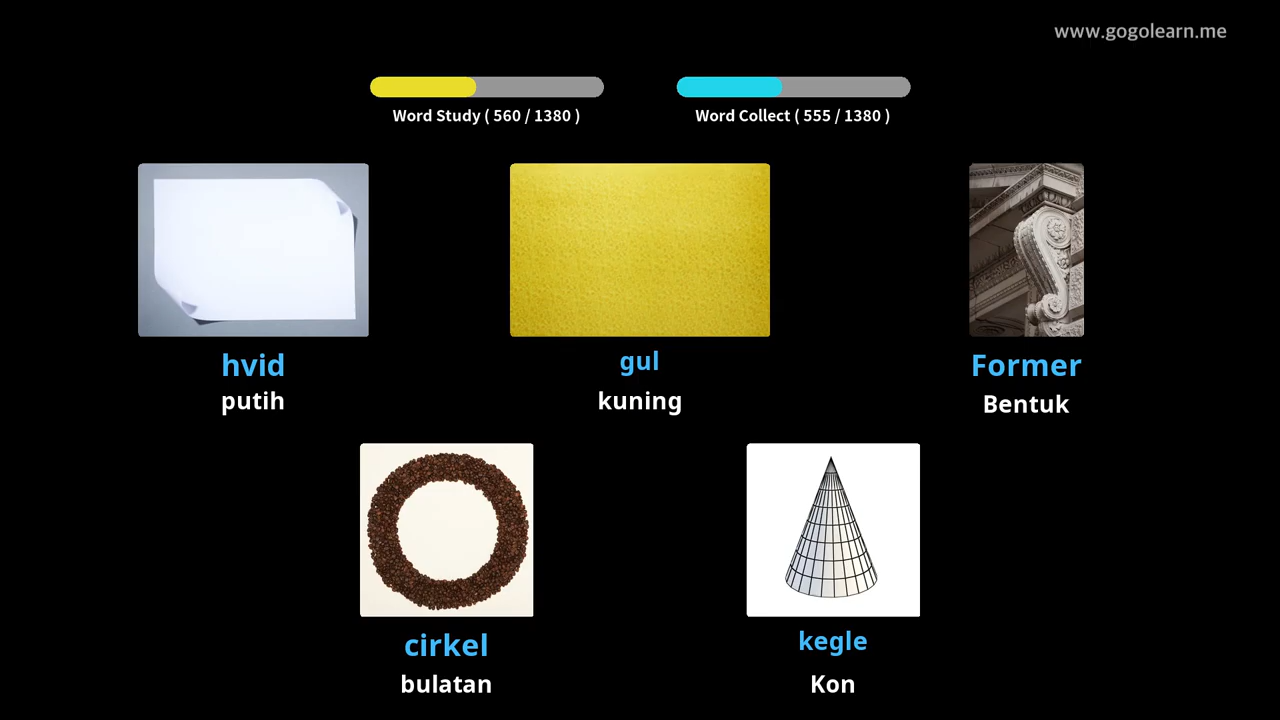 www.gogolearn.me
Word Study ( 560 / 1380 )
Word Collect ( 555 / 1380 )
hvid
putih
gul
kuning
Former
Bentuk
cirkel
bulatan
kegle
Kon